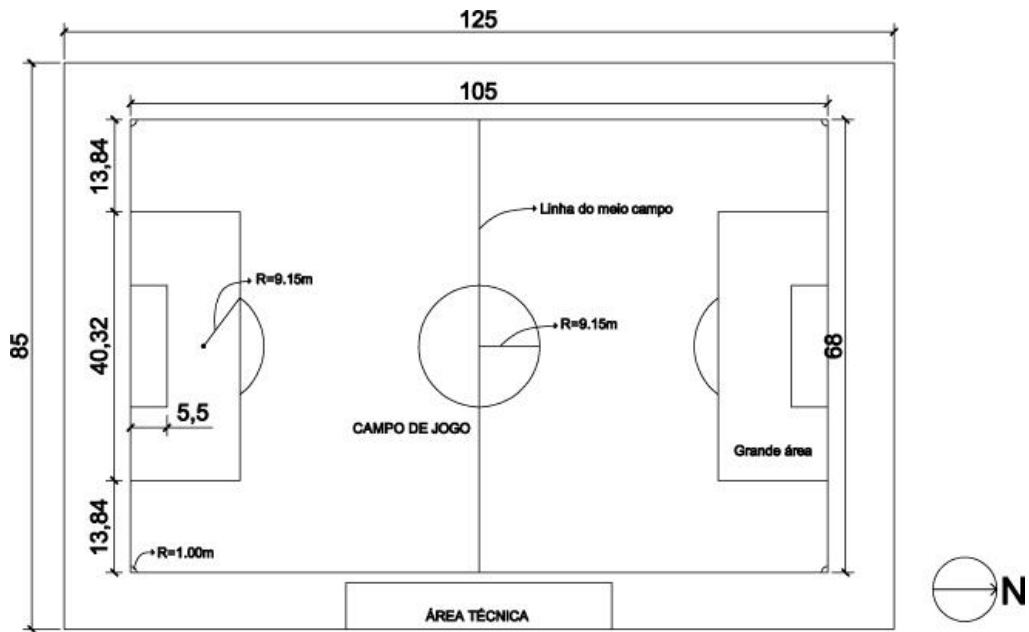 125
105
13,84
Linha do meio campo
R=9.15m
R=9.15m
85
40,32
68
5,5
CAMPO DE JOGO
Grande área
13,84
R=1.00m
N
ÁREA TÉCNICA